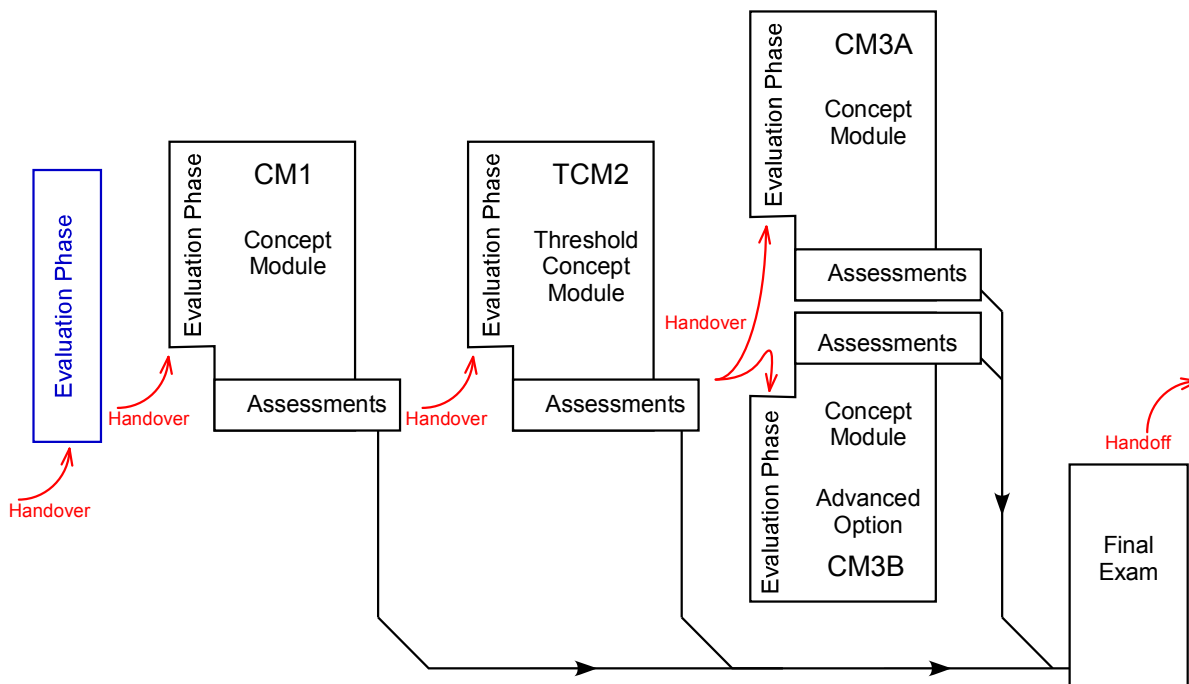 Evaluation Phase
Handover
Evaluation Phase
CM1
Concept
Module
Assessments
Handover
Evaluation Phase
TCM2
Threshold
Concept
Module
Assessments
Handover
Evaluation Phase
CM3A
Concept
Module
Assessments
Handover
Assessments
Evaluation Phase
Concept
Module
Advanced
Option
CM3B
Handoff
Final
Exam